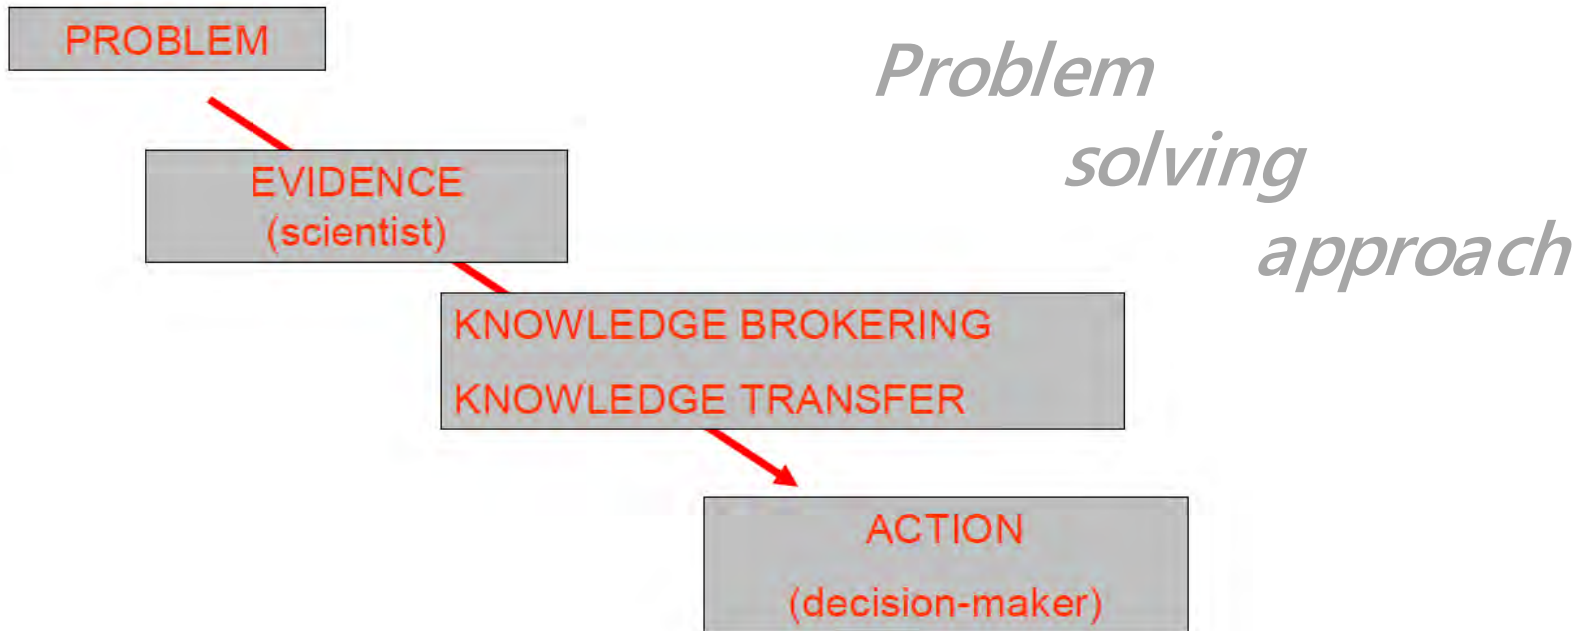 PROBLEM
Problem
solving
approach
EVIDENCE
(scientist)
KNOWLEDGE BROKERING
KNOWLEDGE TRANSFER
ACTION
(decision-maker)